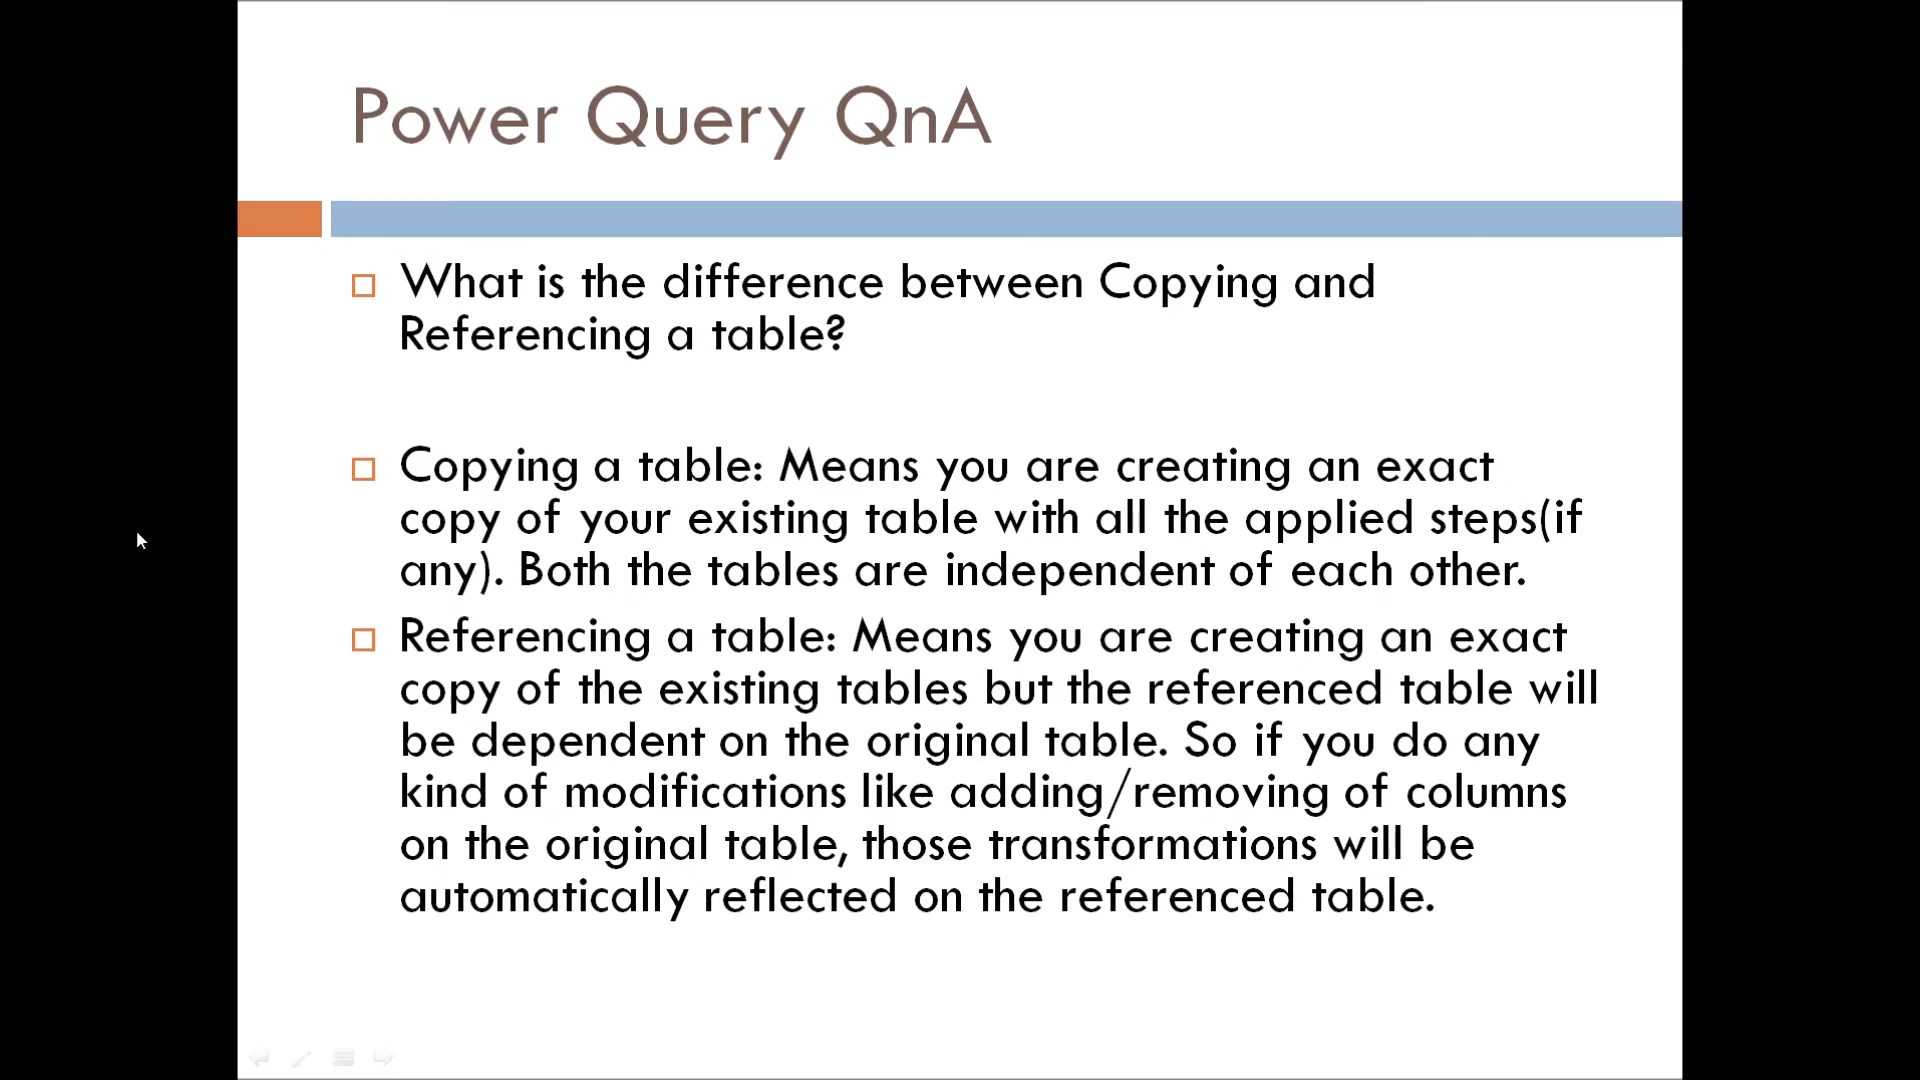 Power Query QnA
What is the difference between Copying and
Referencing a table?
Copying a table: Means you are creating an exact
copy of your existing table with all the applied steps(if
any). Both the tables are independent of each other.
Referencing a table: Means you are creating an exact
copy of the existing tables but the referenced table will
be dependent on the original table. So if you do any
kind of modifications like adding/removing of columns
on the original table, those transformations will be
automatically reflected on the referenced table.